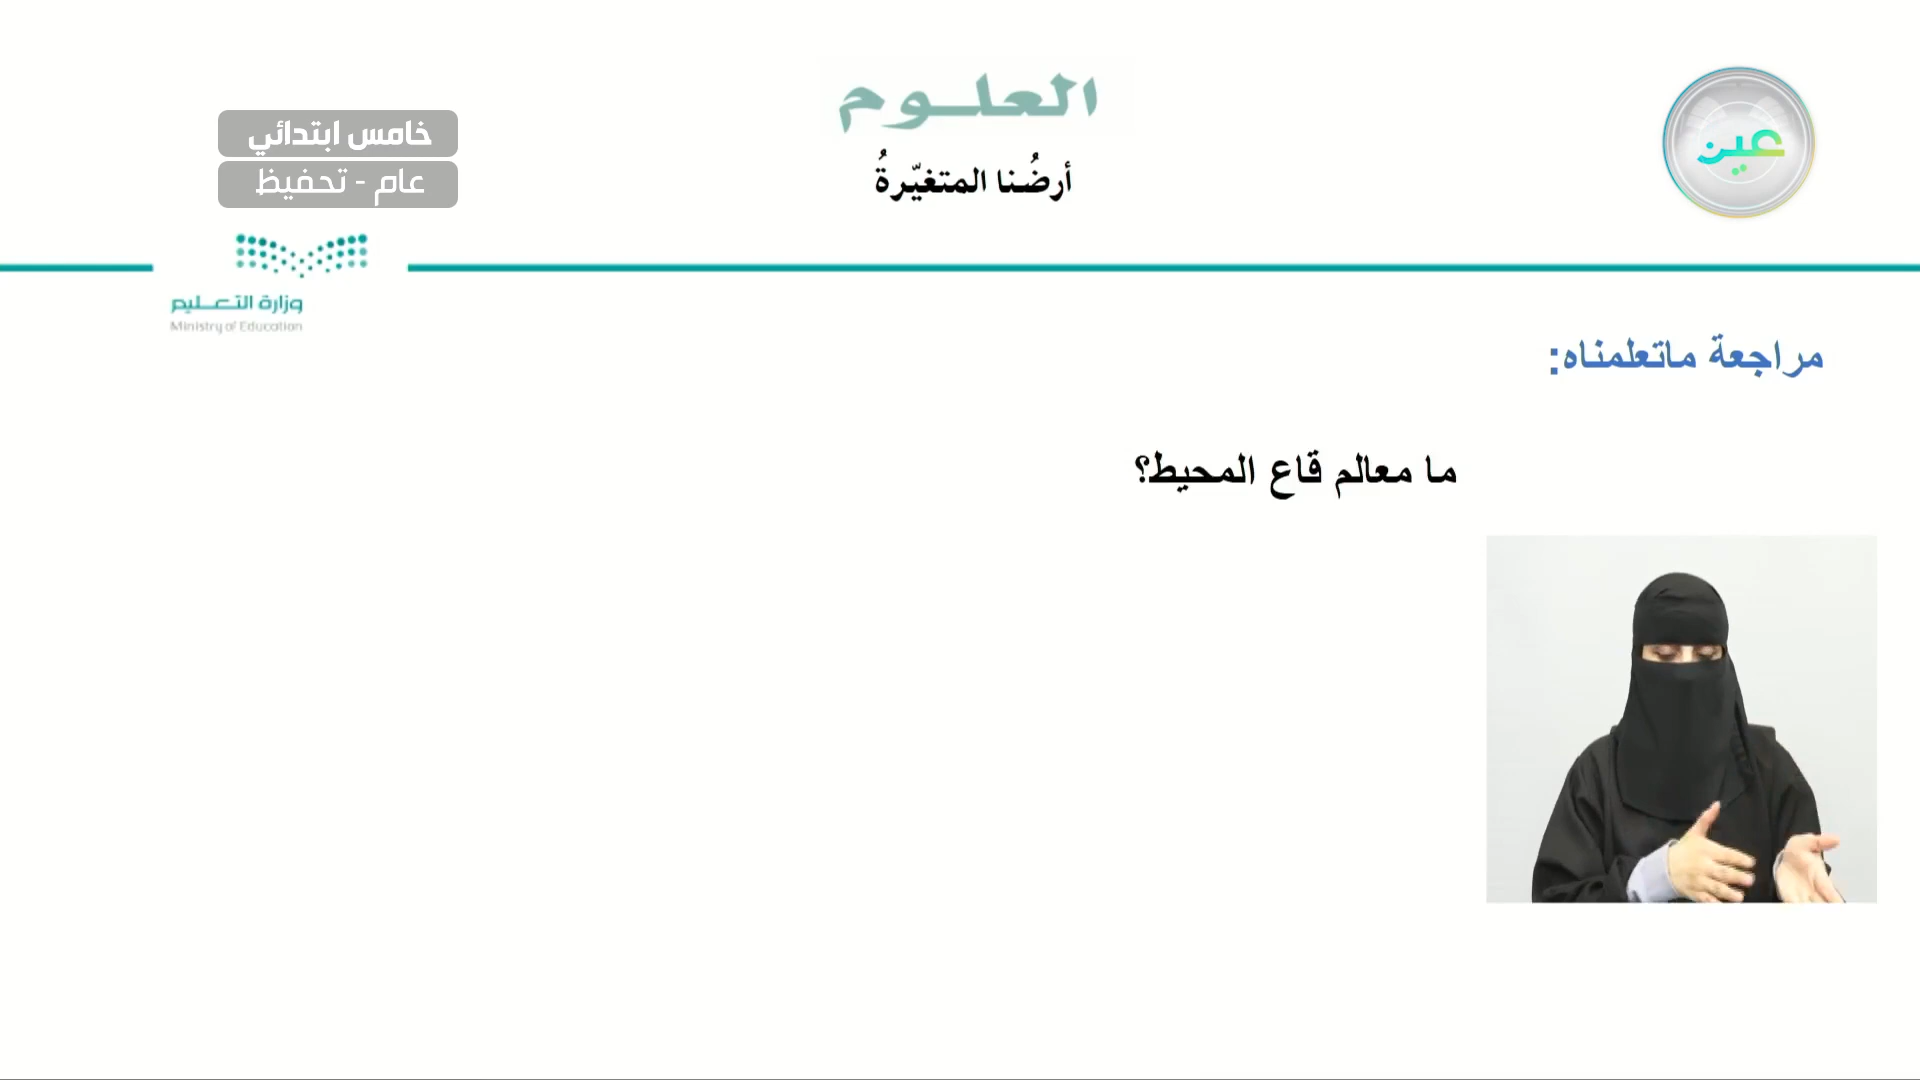 العلـوم
أرضُنا المتغيّرةُ
عين
خامس ابتدائي
عام - تحفيظ
وزارة التعليم
Ministry of Education
مراجعة ماتعلمناه:
ما معالم قاع المحيط؟